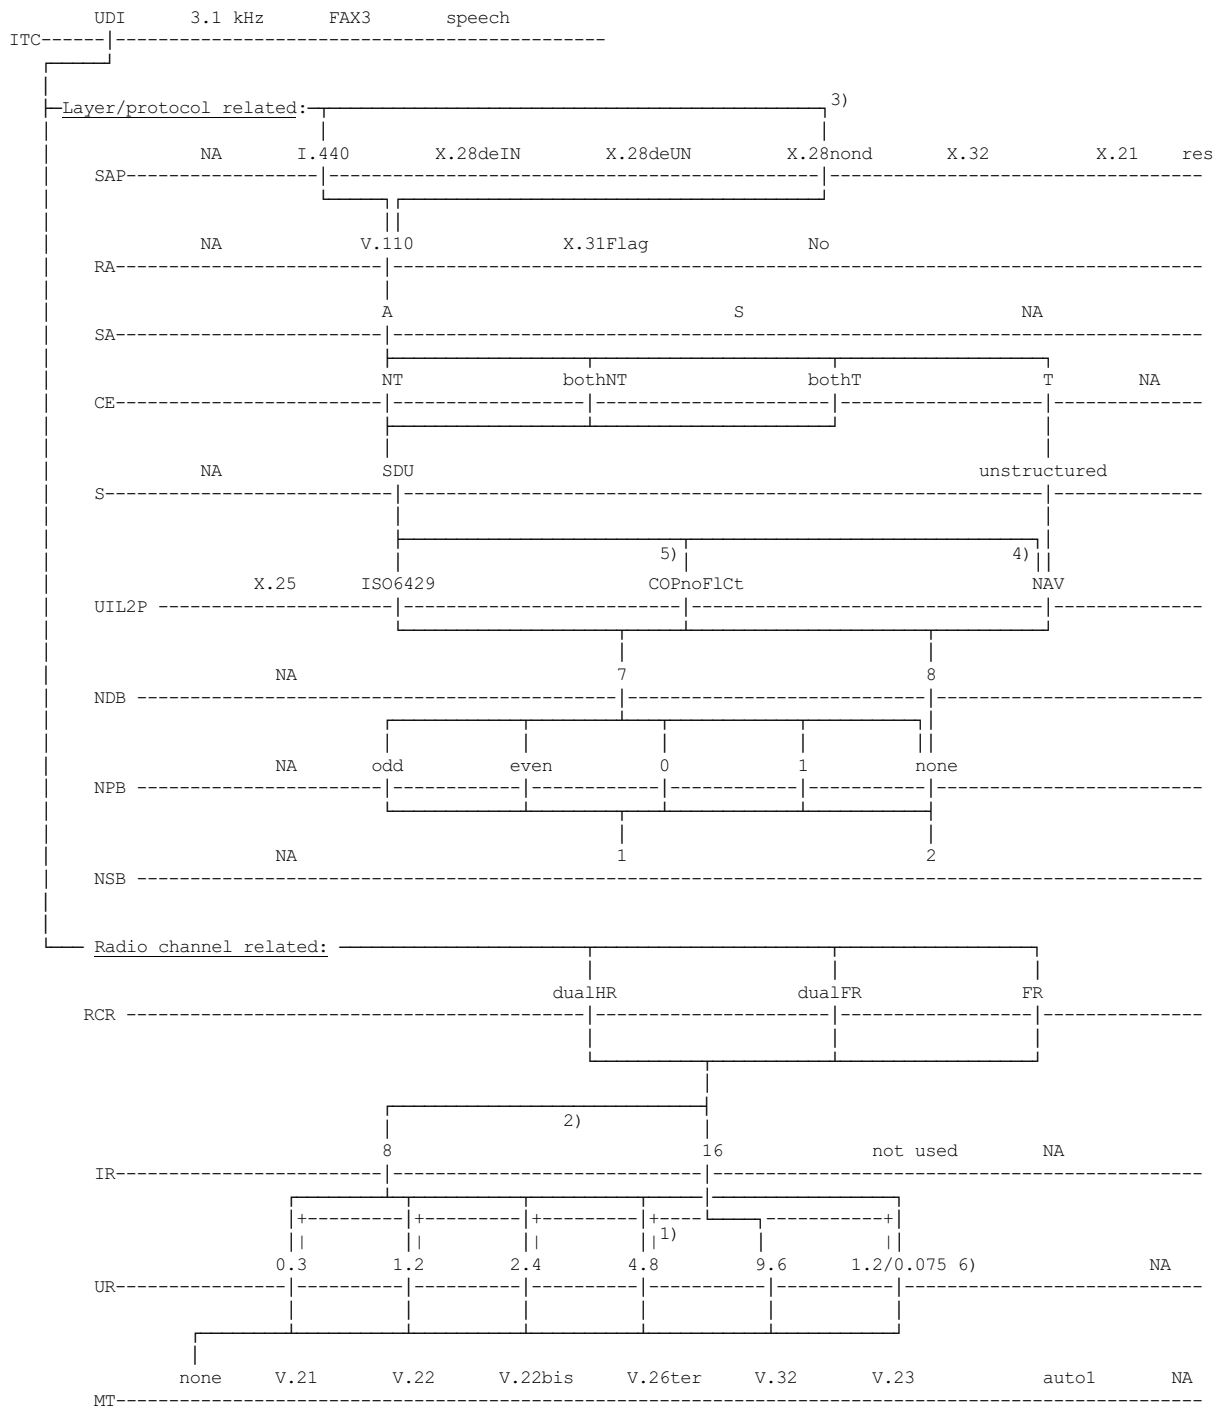 UDI 3.1 kHz FAX3 speech
ITC
Layer/protocol related: 3)
NA I.440 X.28deIN X.28deUN X.28nond X.32 X.21 res
SAP
NA V.110 X.31Flag No
RA
A S NA
SA
NT bothNT bothT T NA
CE
NA SDU unstructured
S
5) 4)
X.25 ISO6429 COPnoFlCt NAV
UIL2P
NA 7 8
NDB
NA odd even 0 1 none
NPB
NA 1 2
NSB
Radio channel related:
dualHR dualFR FR
RCR
2)
8 16 not used NA
IR
1)
0.3 1.2 2.4 4.8 9.6 1.2/0.075 6) NA
UR
none V.21 V.22 V.22bis V.26ter V.32 V.23 auto1 NA
MT